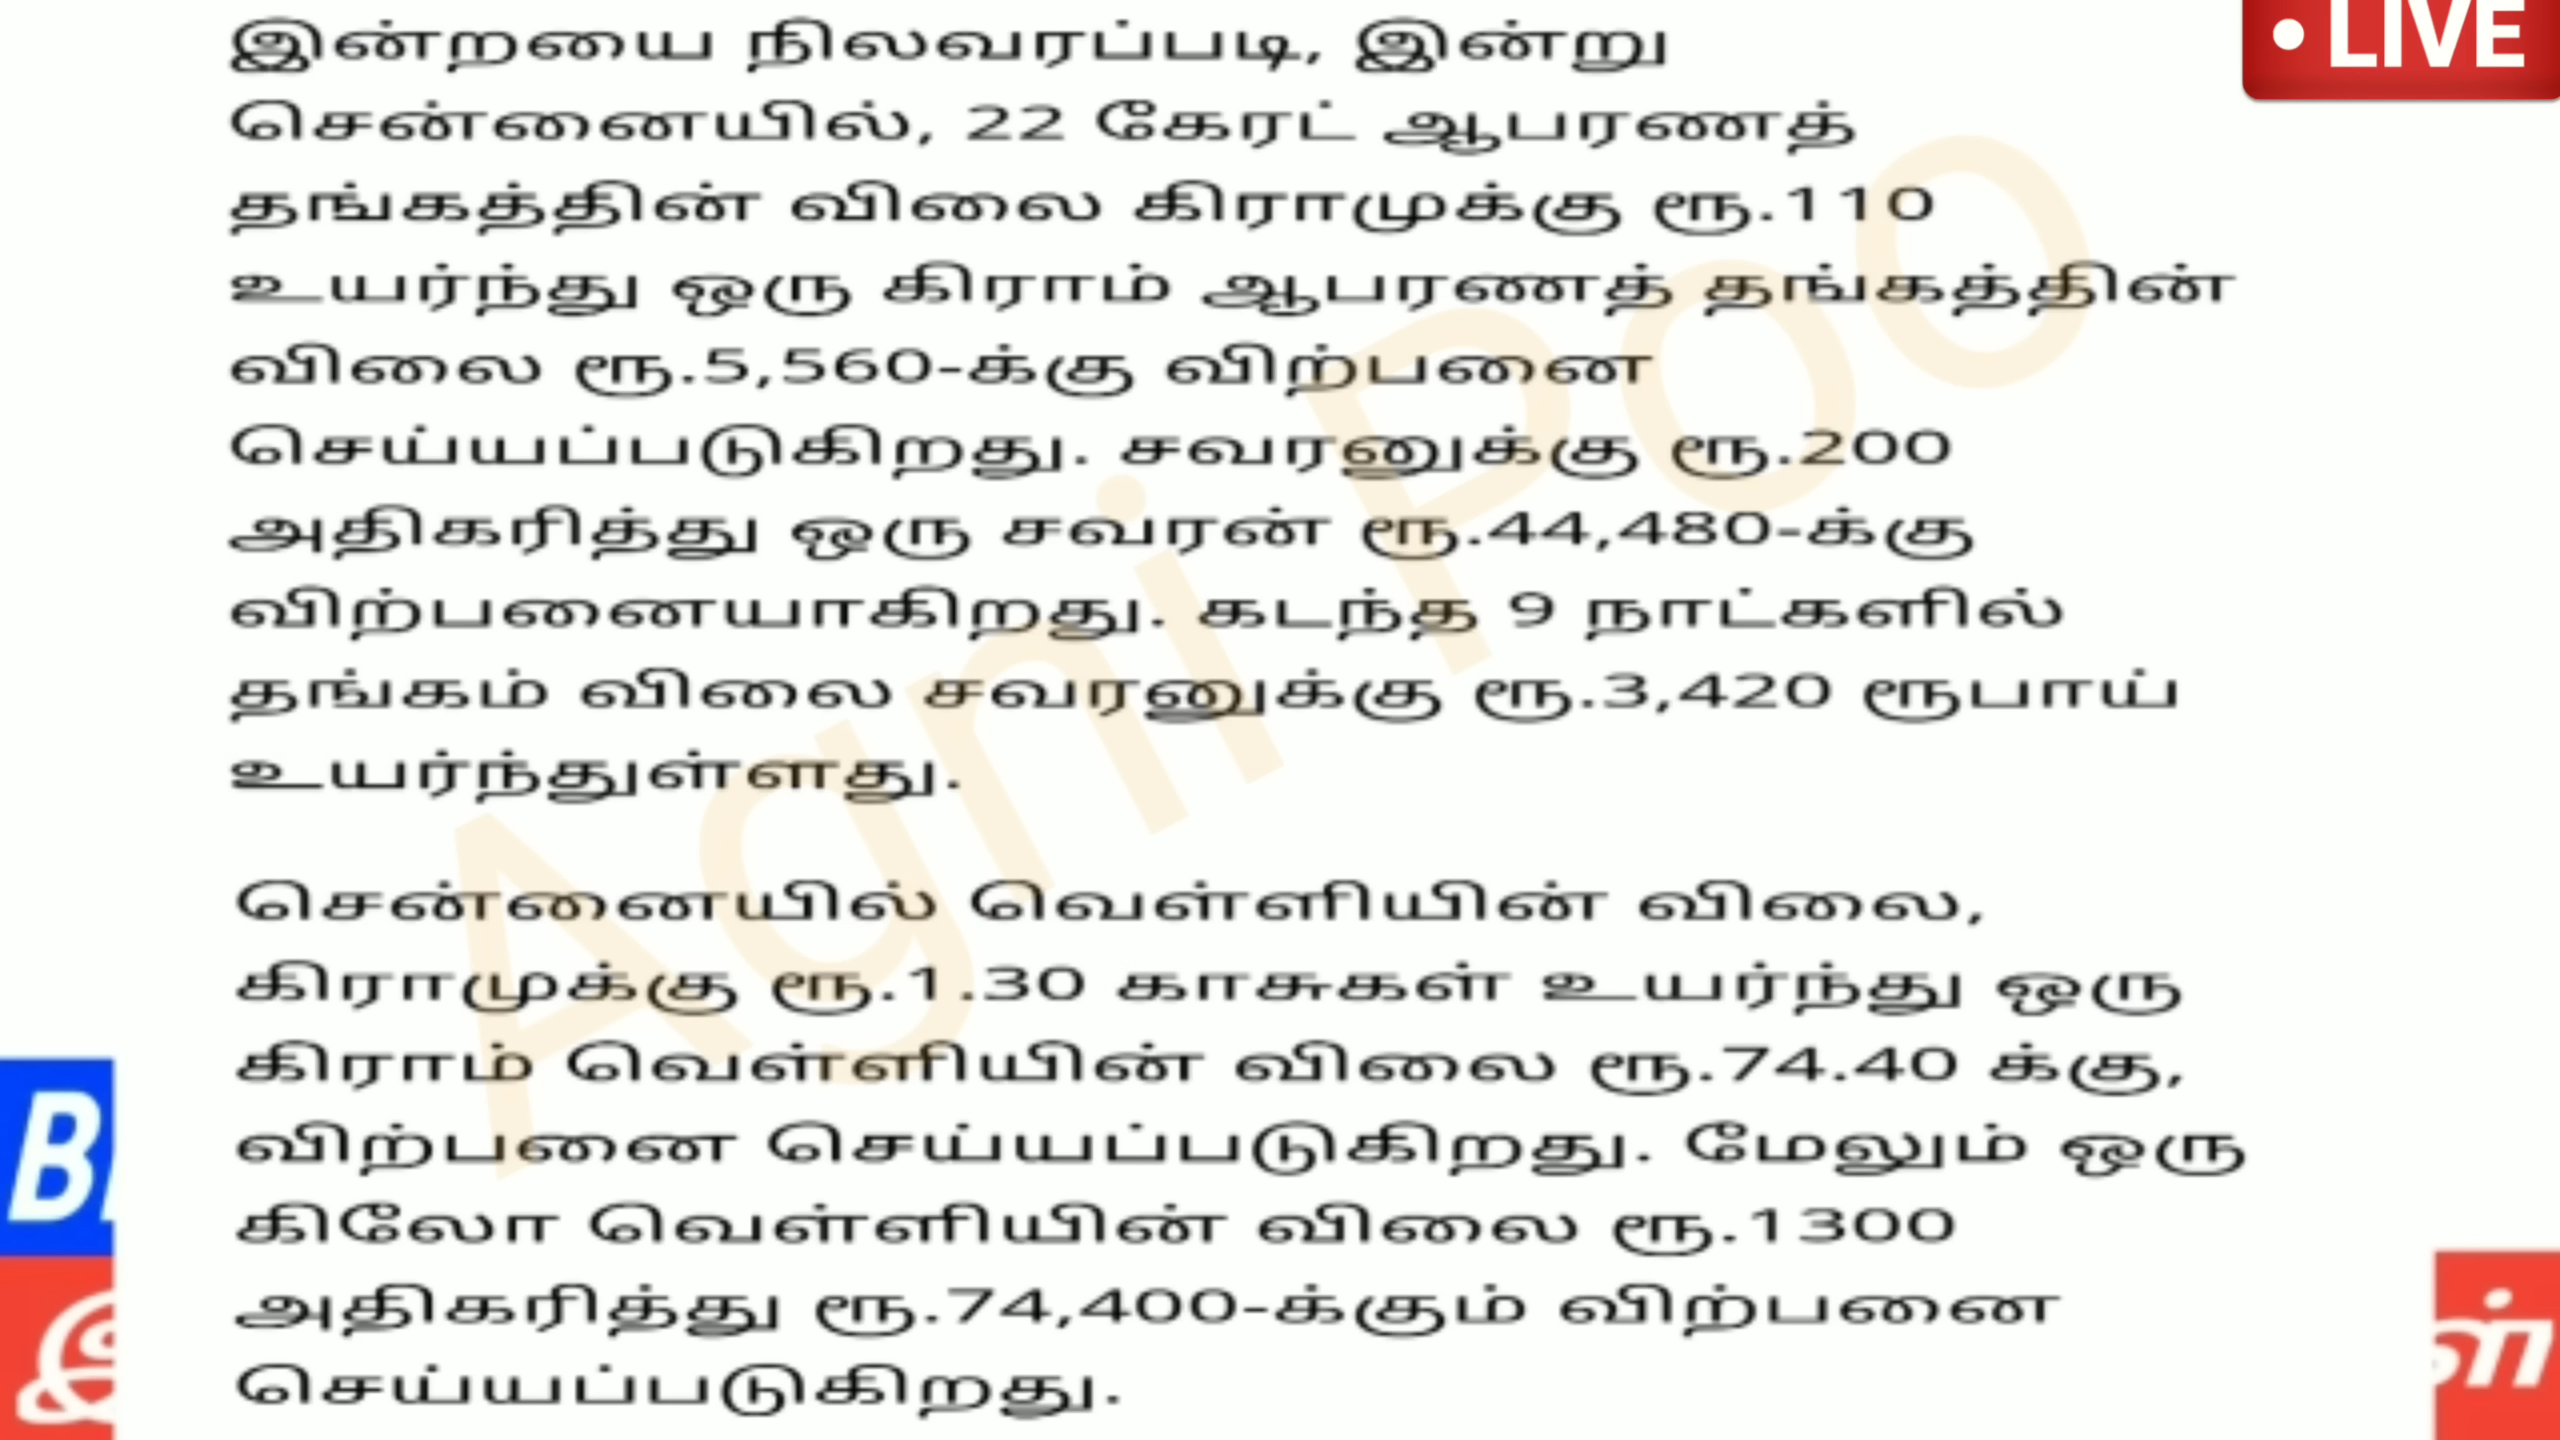 • LIVE
இன்றயை நிலவரப்படி, இன்று
சென்னையில், 22 கேரட் ஆபரணத்
தங்கத்தின் விலை கிராமுக்கு ரூ.110
உயர்ந்து ஒரு கிராம் ஆபரணத் தங்கத்தின்
விலை ரூ.5,560-க்கு விற்பனை
செய்யப்படுகிறது. சவரனுக்கு ரூ.200
அதிகரித்து ஒரு சவரன் ரூ.44,480-க்கு
விற்பனையாகிறது. கடந்த 9 நாட்களில்
தங்கம் விலை சவரனுக்கு ரூ.3,420 ரூபாய்
உயர்ந்துள்ளது.
சென்னையில் வெள்ளியின் விலை,
கிராமுக்கு ரூ.1.30 காசுகள் உயர்ந்து ஒரு
கிராம் வெள்ளியின் விலை ரூ.74.40 க்கு,
விற்பனை செய்யப்படுகிறது. மேலும் ஒரு
கிலோ வெள்ளியின் விலை ரூ.1300
அதிகரித்து ரூ.74,400-க்கும் விற்பனை
செய்யப்படுகிறது.
Agni Poo